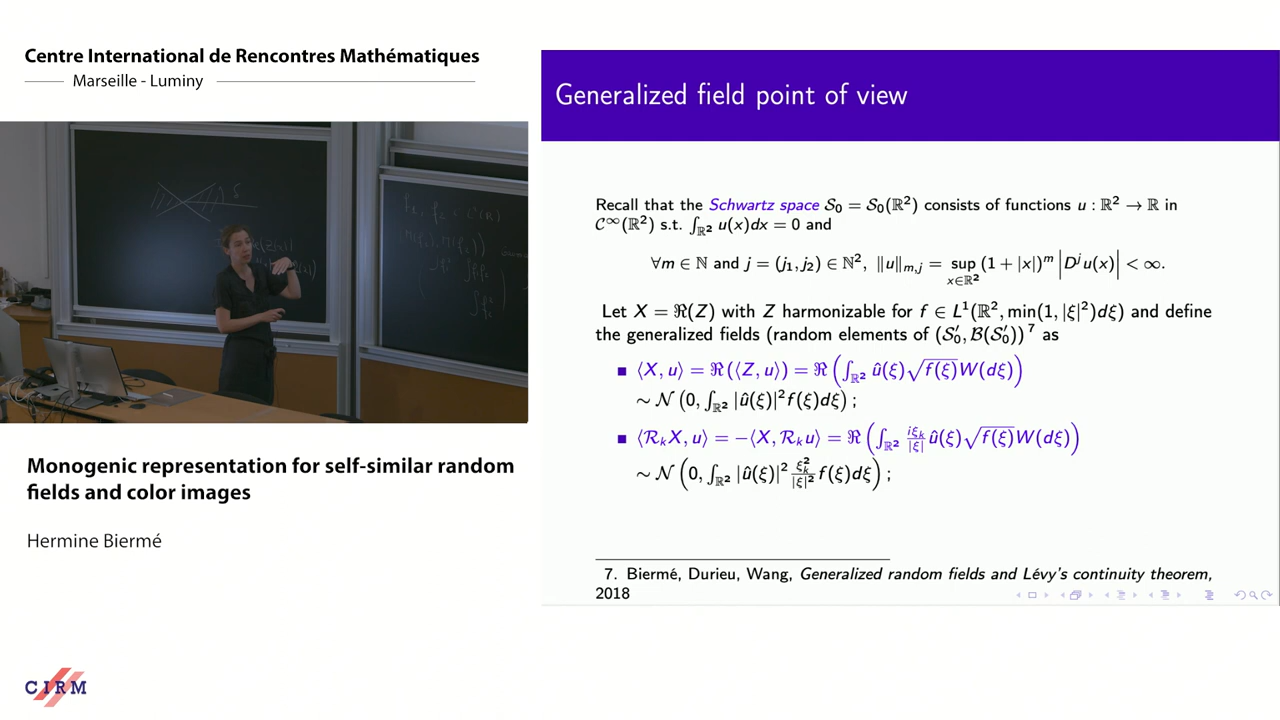 Centre International de Rencontres Mathématiques
Marseille - Luminy
Generalized field point of view
Recall that the Schwartz space 𝒮₀ = 𝒮₀(ℝ²) consists of functions u : ℝ² → ℝ in
𝒞^∞(ℝ²) s.t. ∫_{ℝ²} u(x)dx = 0 and
∀m ∈ ℕ and j = (j₁, j₂) ∈ ℕ², ‖u‖_{m,j} = sup_{x∈ℝ²} (1 + |x|)^m |D^j u(x)| < ∞.
Let X = ℜ(Z) with Z harmonizable for f ∈ L¹(ℝ², min(1, |ξ|²)dξ) and define
the generalized fields (random elements of (𝒮₀′, ℬ(𝒮₀′)) ⁷ as
■ ⟨X, u⟩ = ℜ (⟨Z, u⟩) = ℜ (∫_{ℝ²} û(ξ)√f(ξ) W(dξ))
∼ 𝒩 (0, ∫_{ℝ²} |û(ξ)|² f(ξ)dξ) ;
■ ⟨ℛ_k X, u⟩ = −⟨X, ℛ_k u⟩ = ℜ (∫_{ℝ²} iξ_k/|ξ| û(ξ)√f(ξ) W(dξ))
∼ 𝒩 (0, ∫_{ℝ²} |û(ξ)|² ξ_k²/|ξ|² f(ξ)dξ) ;
7. Biermé, Durieu, Wang, Generalized random fields and Lévy's continuity theorem,
2018
Monogenic representation for self-similar random
fields and color images
Hermine Biermé
CIRM